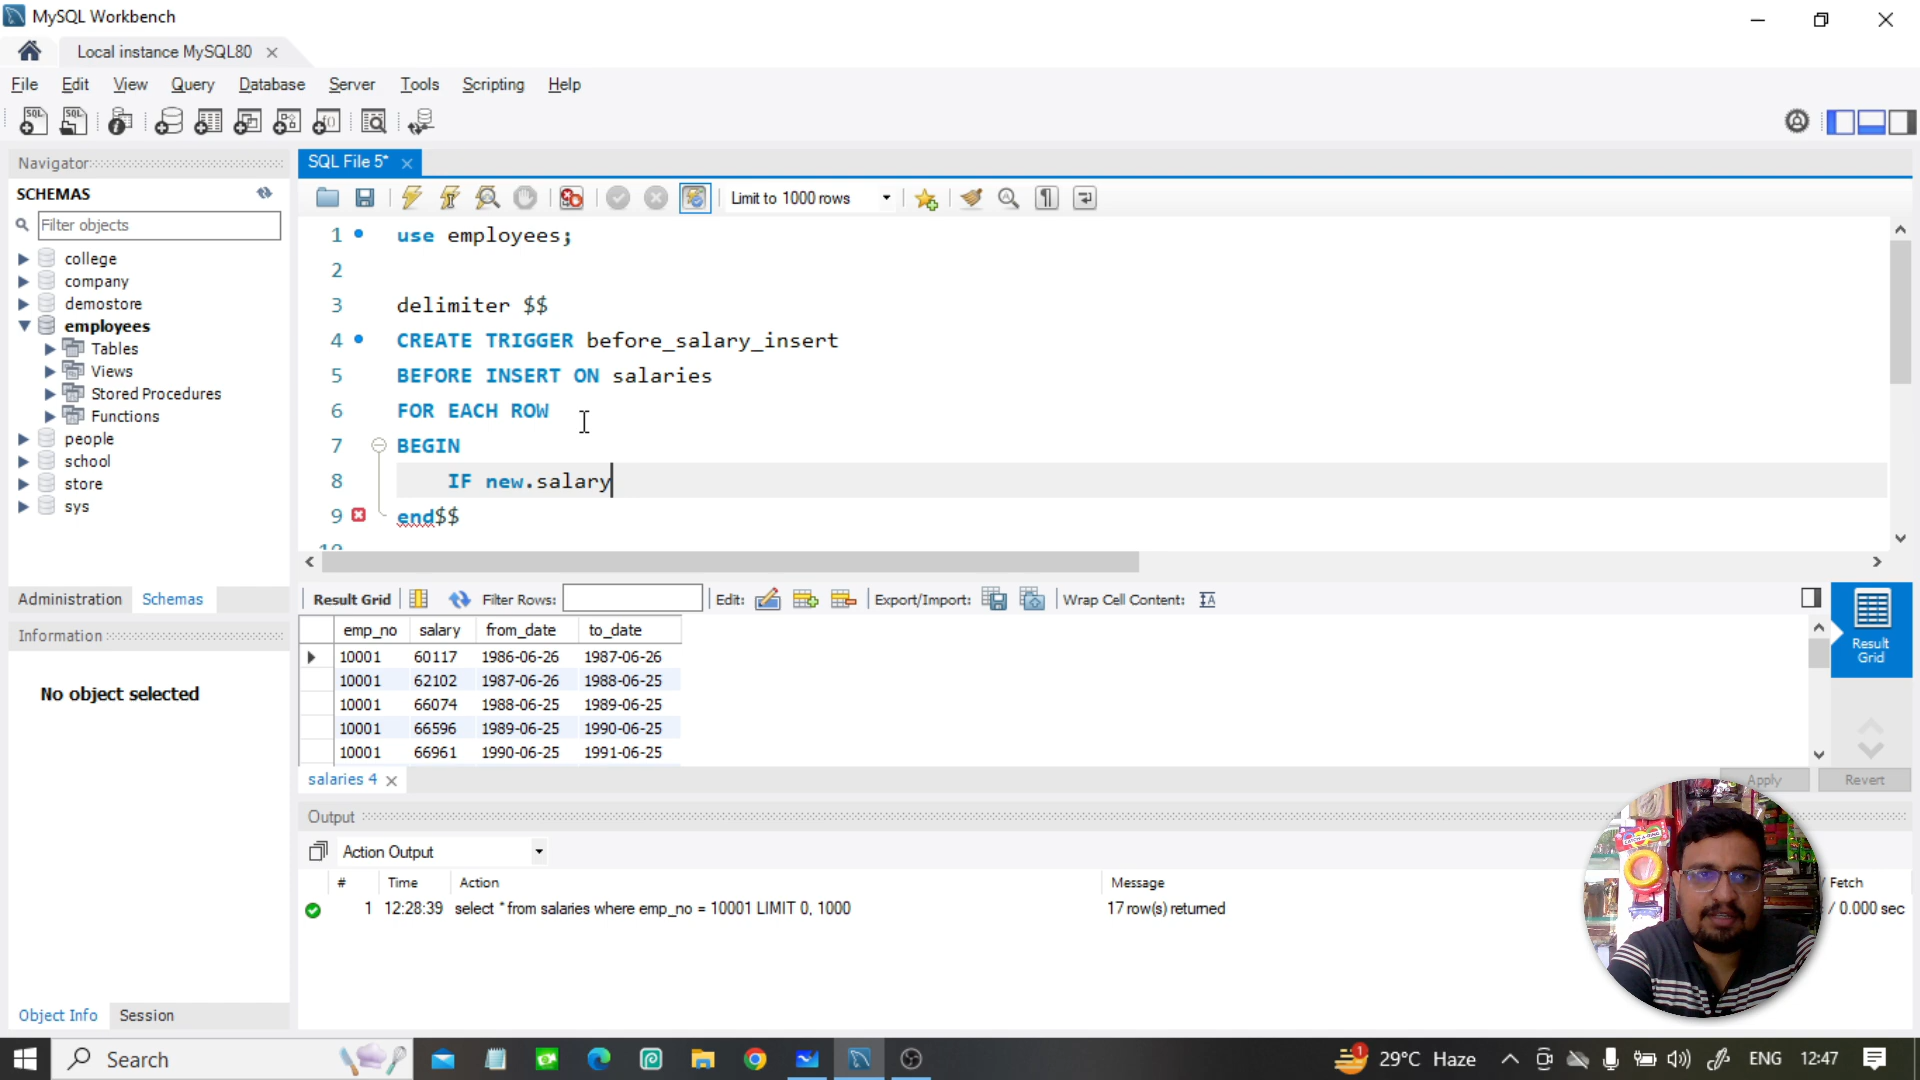 MySQL Workbench
Local instance MySQL80
File Edit View Query Database Server Tools Scripting Help
Navigator
SCHEMAS
Filter objects
college
company
demostore
employees
Tables
Views
Stored Procedures
Functions
people
school
store
sys
Administration Schemas
Information
No object selected
Object Info Session
SQL File 5*
Limit to 1000 rows
1 use employees;
2
3 delimiter $$
4 CREATE TRIGGER before_salary_insert
5 BEFORE INSERT ON salaries
6 FOR EACH ROW
7 BEGIN
8 IF new.salary
9 end$$
10
Result Grid Filter Rows: Edit: Export/Import: Wrap Cell Content:
emp_no salary from_date to_date
10001 60117 1986-06-26 1987-06-26
10001 62102 1987-06-26 1988-06-25
10001 66074 1988-06-25 1989-06-25
10001 66596 1989-06-25 1990-06-25
10001 66961 1990-06-25 1991-06-25
Result
Grid
salaries 4
Apply Revert
Output
Action Output
# Time Action Message / Fetch
1 12:28:39 select * from salaries where emp_no = 10001 LIMIT 0, 1000 17 row(s) returned / 0.000 sec
Search
1 29°C Haze ENG 12:47